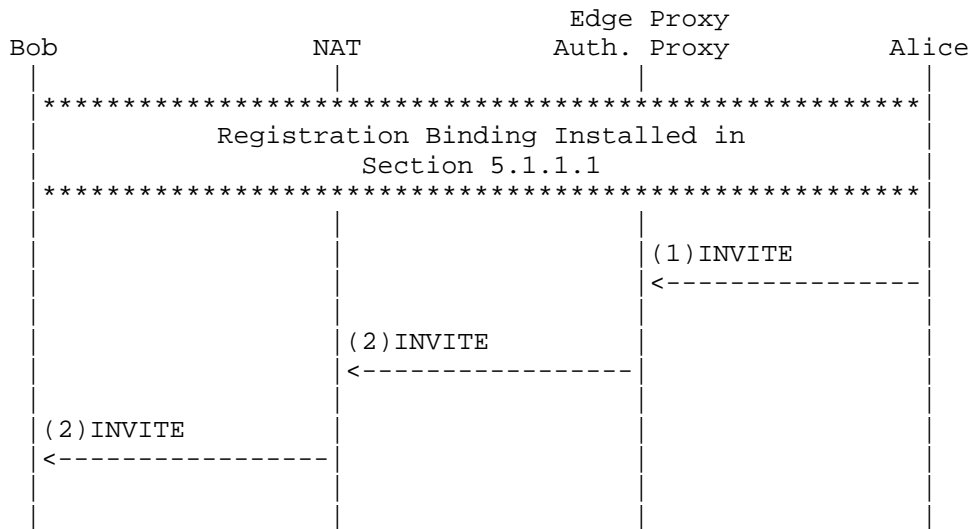 Edge Proxy
Bob NAT Auth. Proxy Alice
*******************************************************
Registration Binding Installed in
Section 5.1.1.1
*******************************************************
(1)INVITE
<----------------
(2)INVITE
<-----------------
(2)INVITE
<-----------------